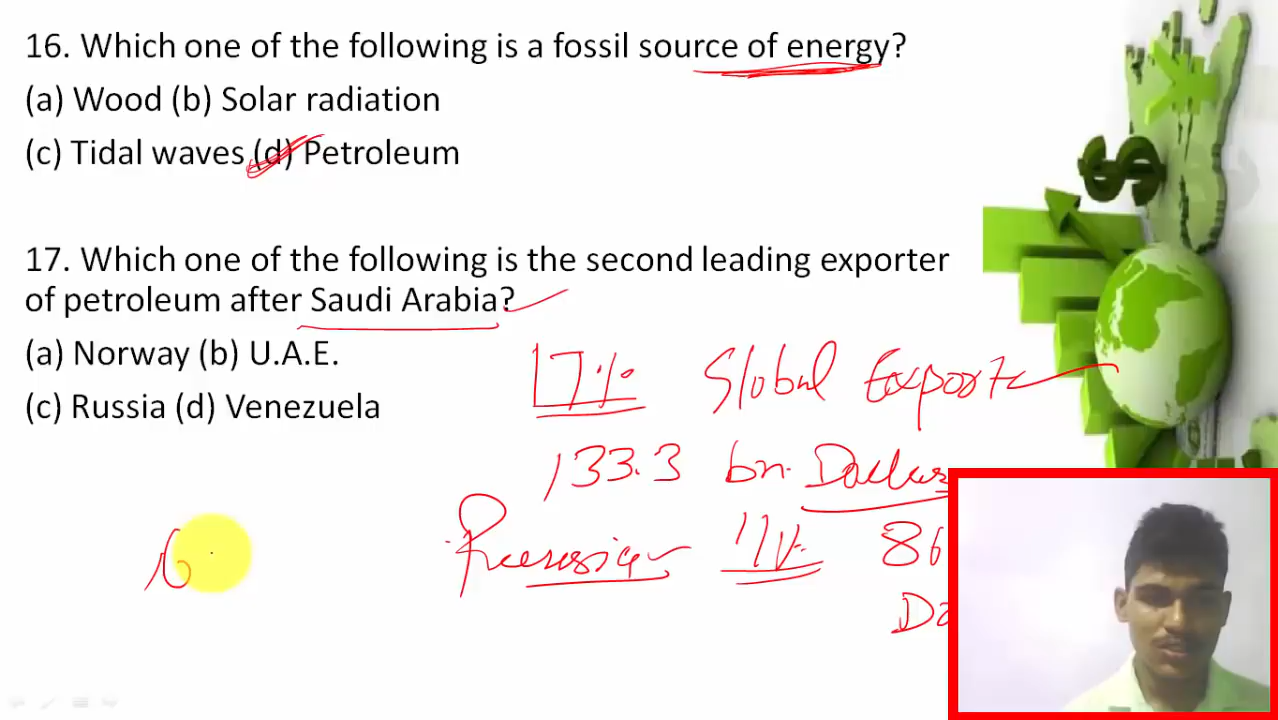 16. Which one of the following is a fossil source of energy?
(a) Wood (b) Solar radiation
(c) Tidal waves (d) Petroleum
17. Which one of the following is the second leading exporter
of petroleum after Saudi Arabia?
(a) Norway (b) U.A.E.
(c) Russia (d) Venezuela
17% Global Exports
133.3 bn. Dollars
Russia 11% 86
$